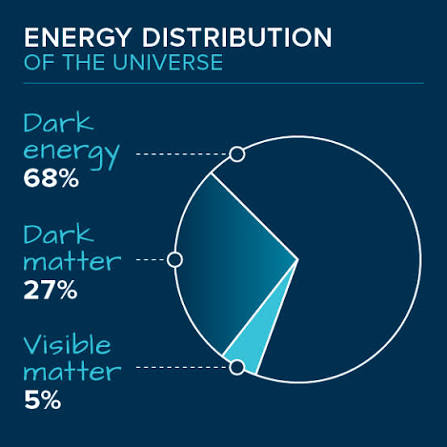 ENERGY DISTRIBUTION
OF THE UNIVERSE
Dark
energy
68%
Dark
matter
27%
Visible
matter
5%